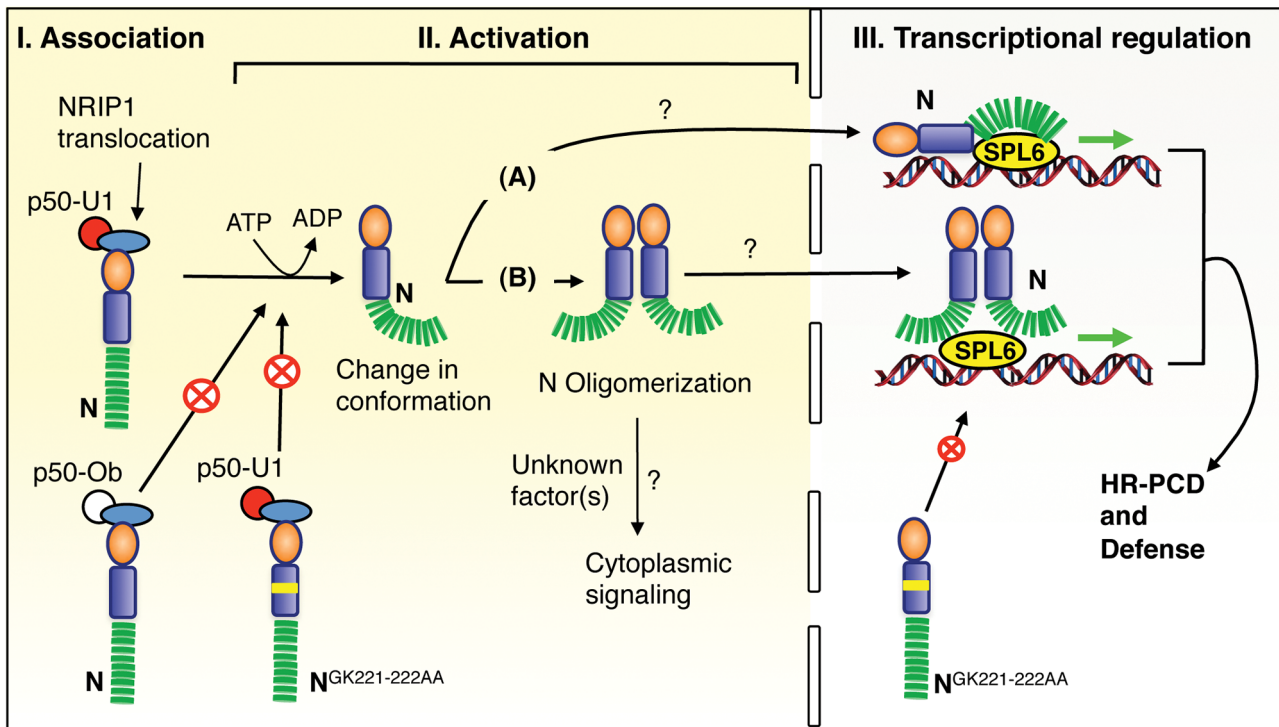 I. Association
II. Activation
III. Transcriptional regulation
NRIP1
translocation
p50-U1
ATP
ADP
N
N
Change in
conformation
(A)
?
(B)
N Oligomerization
?
Unknown
factor(s)
?
Cytoplasmic
signaling
p50-Ob
N
p50-U1
N^GK221-222AA
N
SPL6
N
SPL6
N^GK221-222AA
HR-PCD
and
Defense